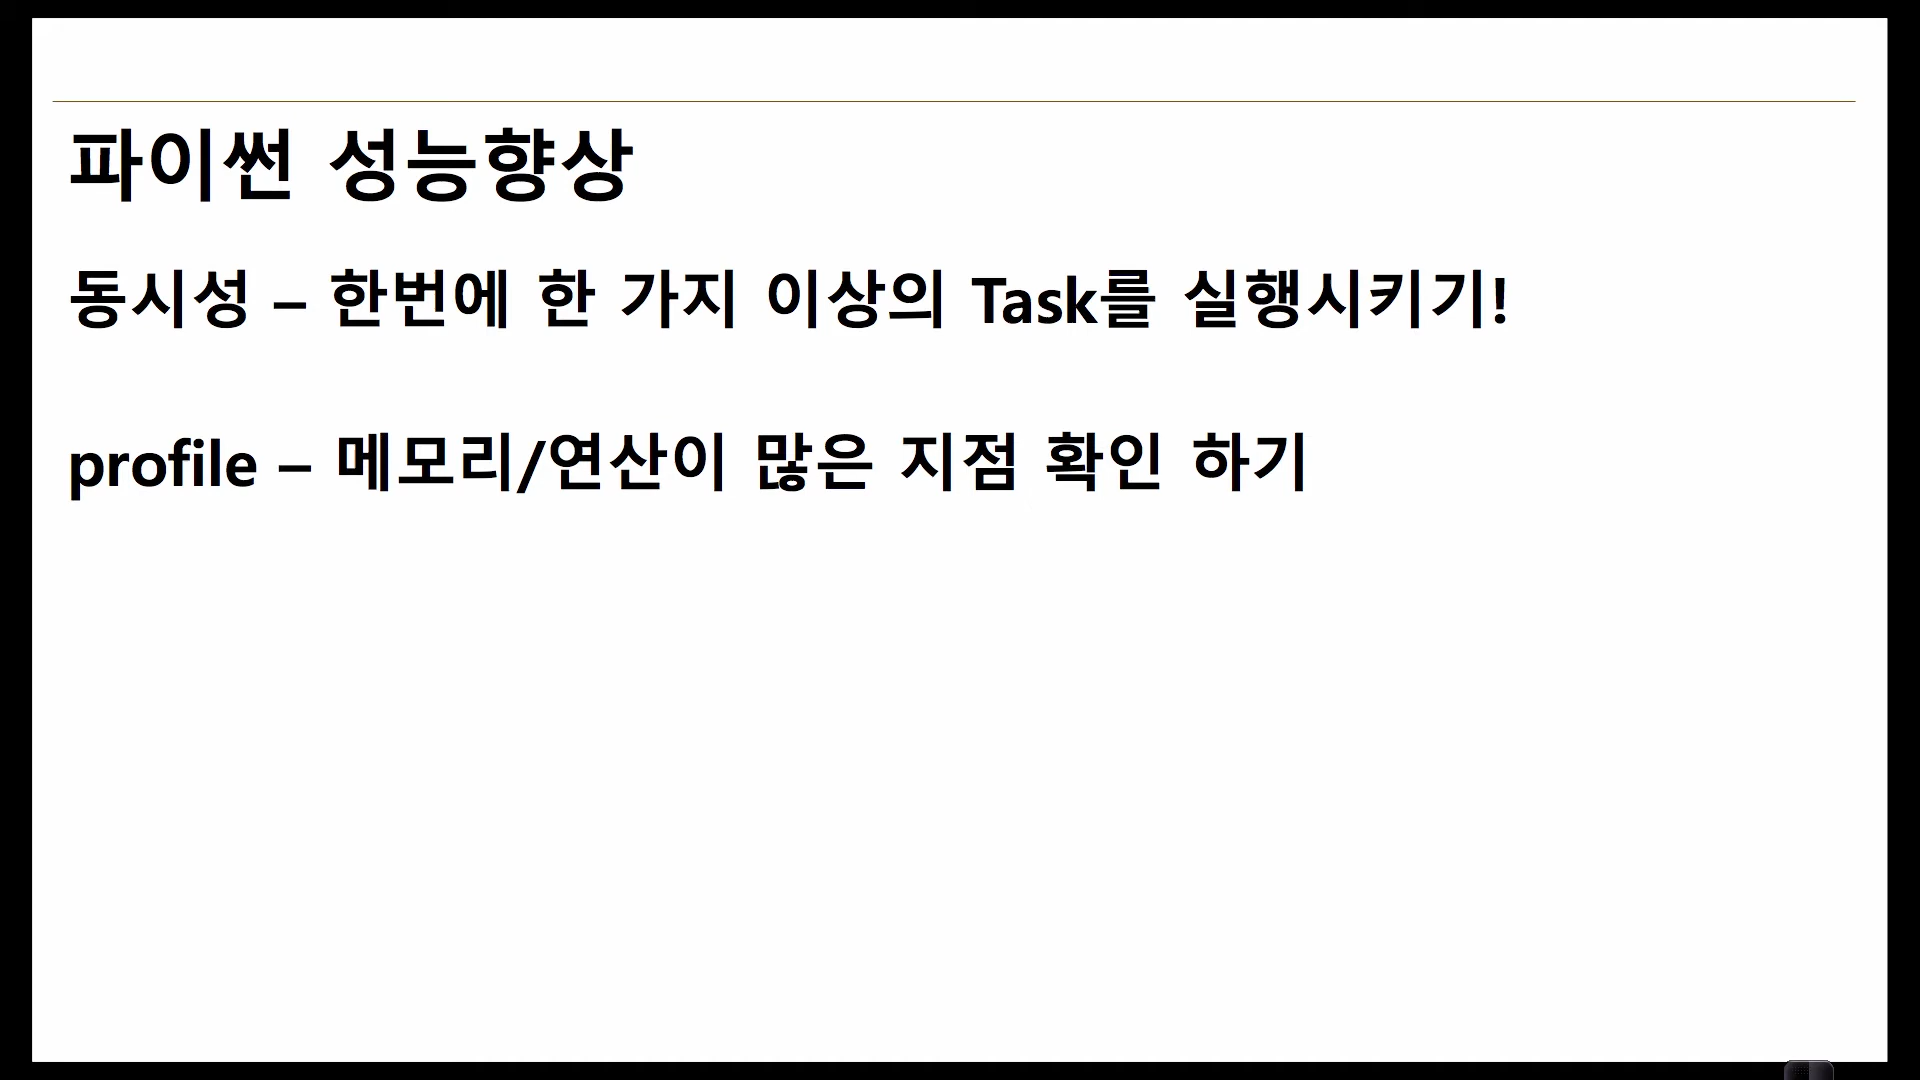 파이썬 성능향상
동시성 – 한번에 한 가지 이상의 Task를 실행시키기!
profile – 메모리/연산이 많은 지점 확인 하기